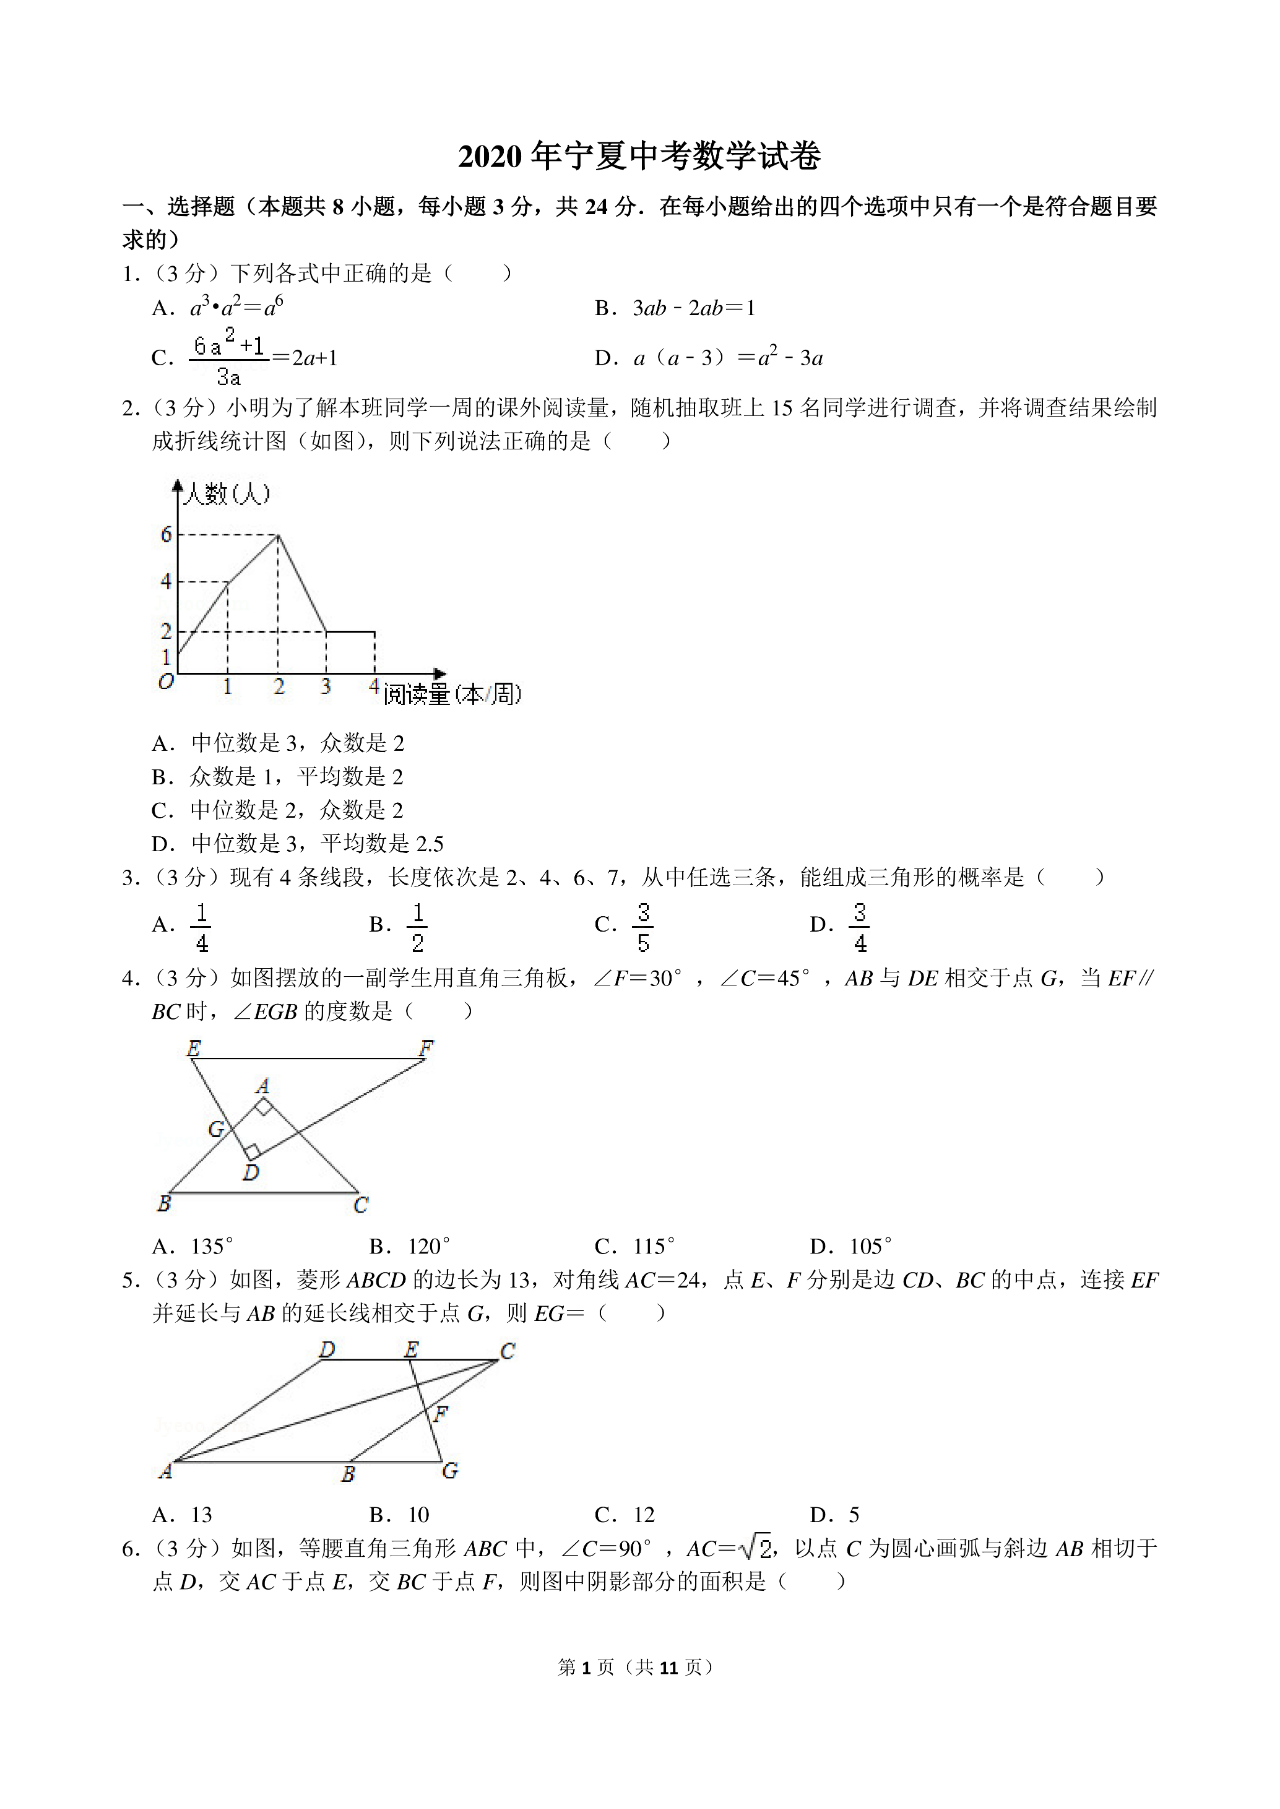 2020 年宁夏中考数学试卷
一、选择题（本题共 8 小题，每小题 3 分，共 24 分．在每小题给出的四个选项中只有一个是符合题目要
求的）
1．（3 分）下列各式中正确的是（　　）
A．a³•a²＝a⁶ B．3ab﹣2ab＝1
C．(6a²+1)/(3a)＝2a+1 D．a（a﹣3）＝a²﹣3a
2．（3 分）小明为了解本班同学一周的课外阅读量，随机抽取班上 15 名同学进行调查，并将调查结果绘制
成折线统计图（如图），则下列说法正确的是（　　）
人数(人)
6
4
2
1
O 1 2 3 4 阅读量(本/周)
A．中位数是 3，众数是 2
B．众数是 1，平均数是 2
C．中位数是 2，众数是 2
D．中位数是 3，平均数是 2.5
3．（3 分）现有 4 条线段，长度依次是 2、4、6、7，从中任选三条，能组成三角形的概率是（　　）
A．1/4 B．1/2 C．3/5 D．3/4
4．（3 分）如图摆放的一副学生用直角三角板，∠F＝30°，∠C＝45°，AB 与 DE 相交于点 G，当 EF∥
BC 时，∠EGB 的度数是（　　）
E F
A
G
D
B C
A．135° B．120° C．115° D．105°
5．（3 分）如图，菱形 ABCD 的边长为 13，对角线 AC＝24，点 E、F 分别是边 CD、BC 的中点，连接 EF
并延长与 AB 的延长线相交于点 G，则 EG＝（　　）
D E C
F
A B G
A．13 B．10 C．12 D．5
6．（3 分）如图，等腰直角三角形 ABC 中，∠C＝90°，AC＝√2，以点 C 为圆心画弧与斜边 AB 相切于
点 D，交 AC 于点 E，交 BC 于点 F，则图中阴影部分的面积是（　　）
第 1 页（共 11 页）